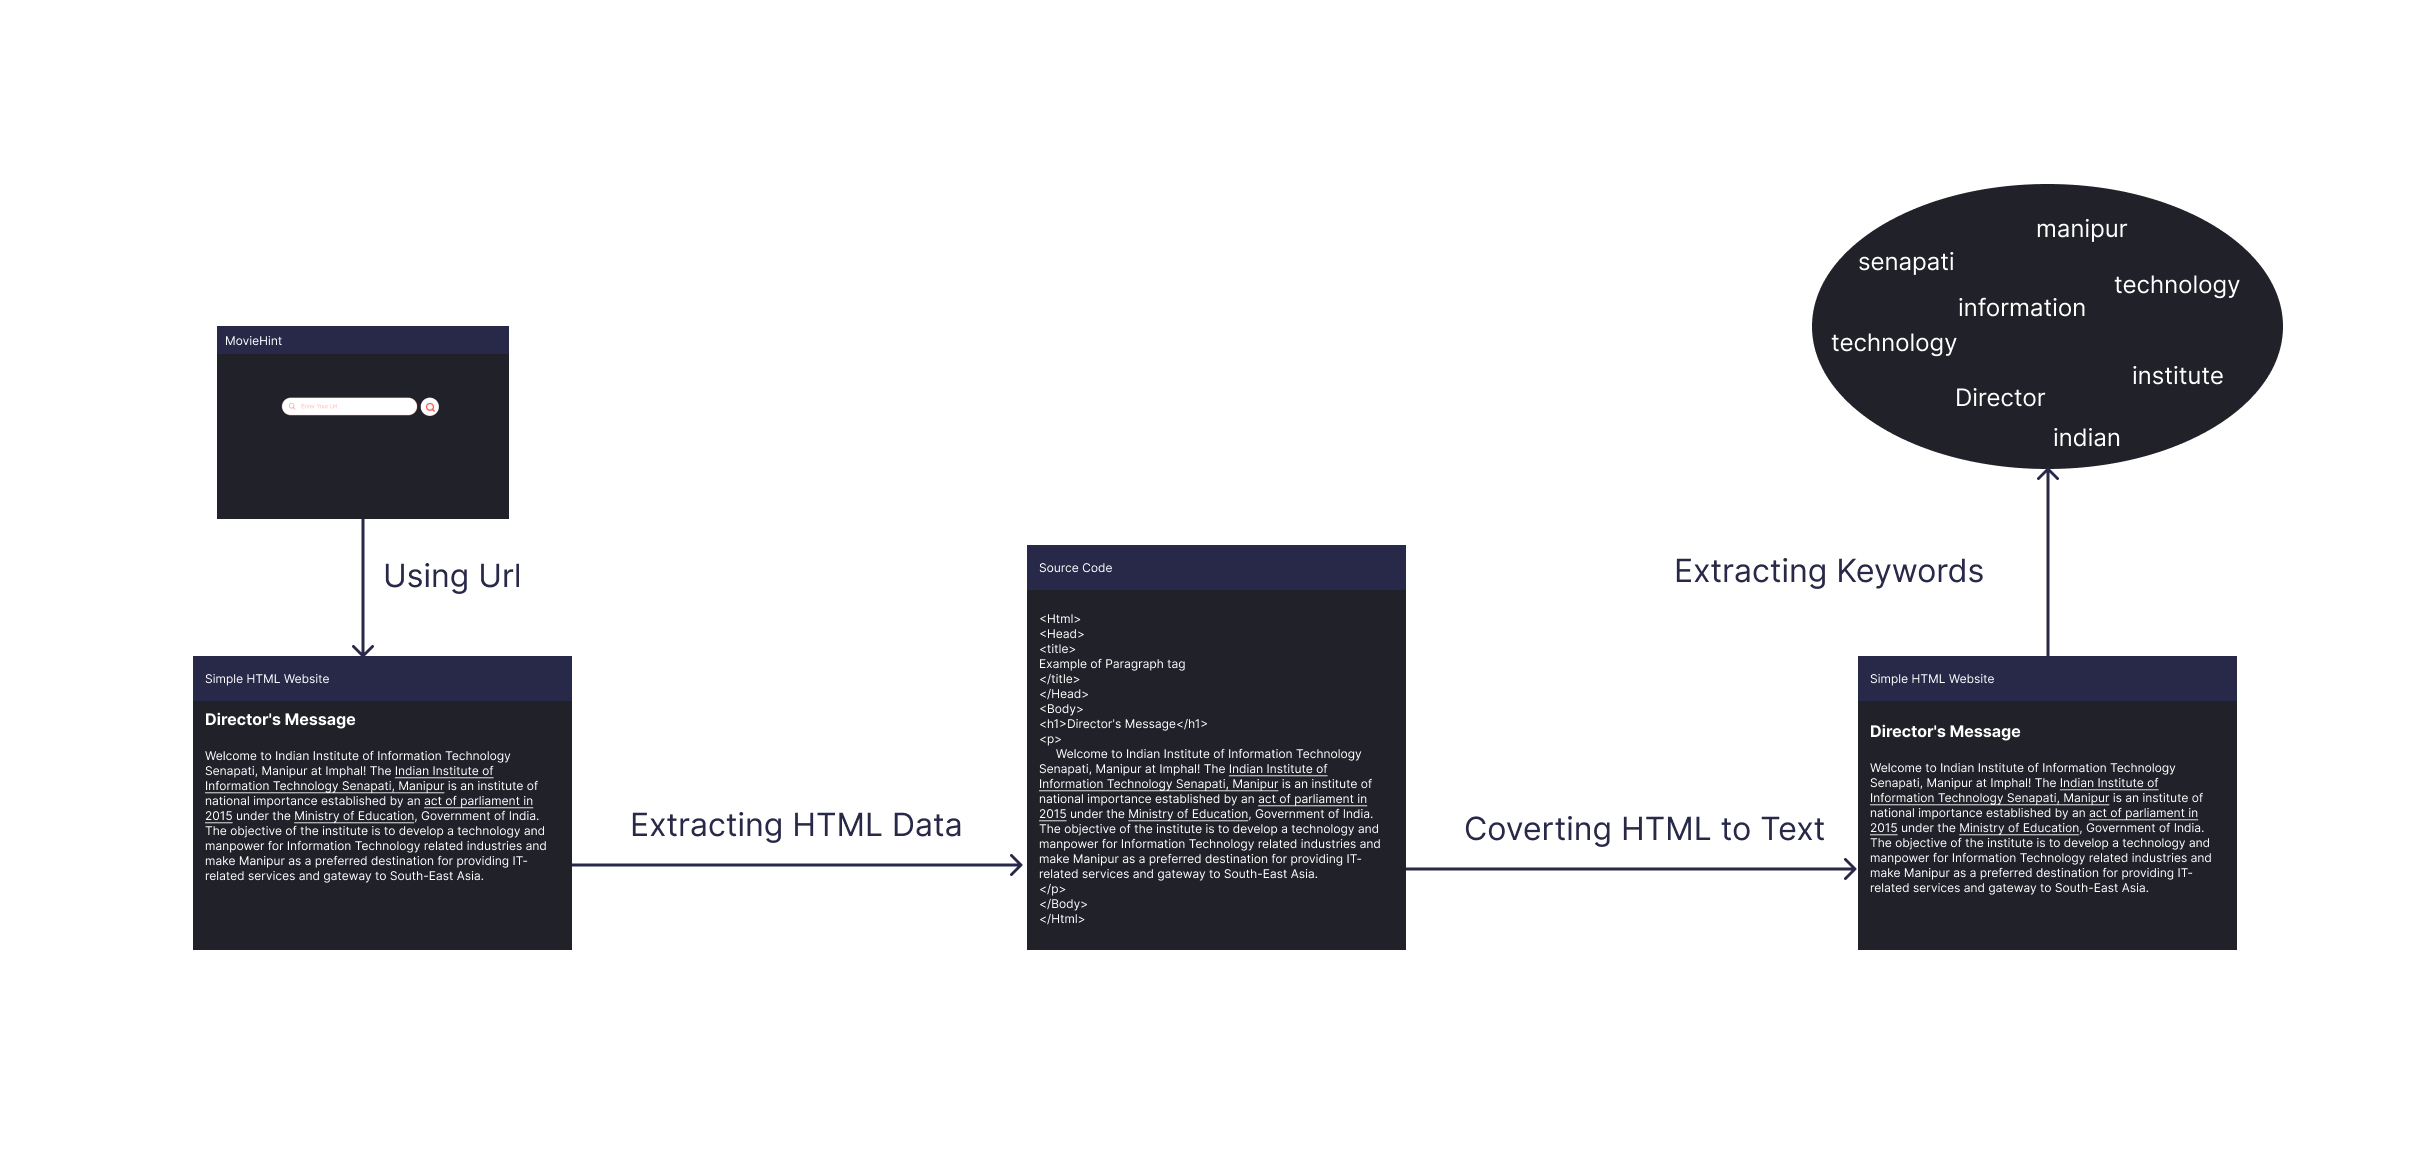 MovieHint
Enter Your Url
Using Url
Simple HTML Website
Director's Message
Welcome to Indian Institute of Information Technology
Senapati, Manipur at Imphal! The Indian Institute of
Information Technology Senapati, Manipur is an institute of
national importance established by an act of parliament in
2015 under the Ministry of Education, Government of India.
The objective of the institute is to develop a technology and
manpower for Information Technology related industries and
make Manipur as a preferred destination for providing IT-
related services and gateway to South-East Asia.
Extracting HTML Data
Source Code
<Html>
<Head>
<title>
Example of Paragraph tag
</title>
</Head>
<Body>
<h1>Director's Message</h1>
<p>
Welcome to Indian Institute of Information Technology
Senapati, Manipur at Imphal! The Indian Institute of
Information Technology Senapati, Manipur is an institute of
national importance established by an act of parliament in
2015 under the Ministry of Education, Government of India.
The objective of the institute is to develop a technology and
manpower for Information Technology related industries and
make Manipur as a preferred destination for providing IT-
related services and gateway to South-East Asia.
</p>
</Body>
</Html>
Coverting HTML to Text
Simple HTML Website
Director's Message
Welcome to Indian Institute of Information Technology
Senapati, Manipur at Imphal! The Indian Institute of
Information Technology Senapati, Manipur is an institute of
national importance established by an act of parliament in
2015 under the Ministry of Education, Government of India.
The objective of the institute is to develop a technology and
manpower for Information Technology related industries and
make Manipur as a preferred destination for providing IT-
related services and gateway to South-East Asia.
Extracting Keywords
manipur
senapati
technology
information
technology
institute
Director
indian